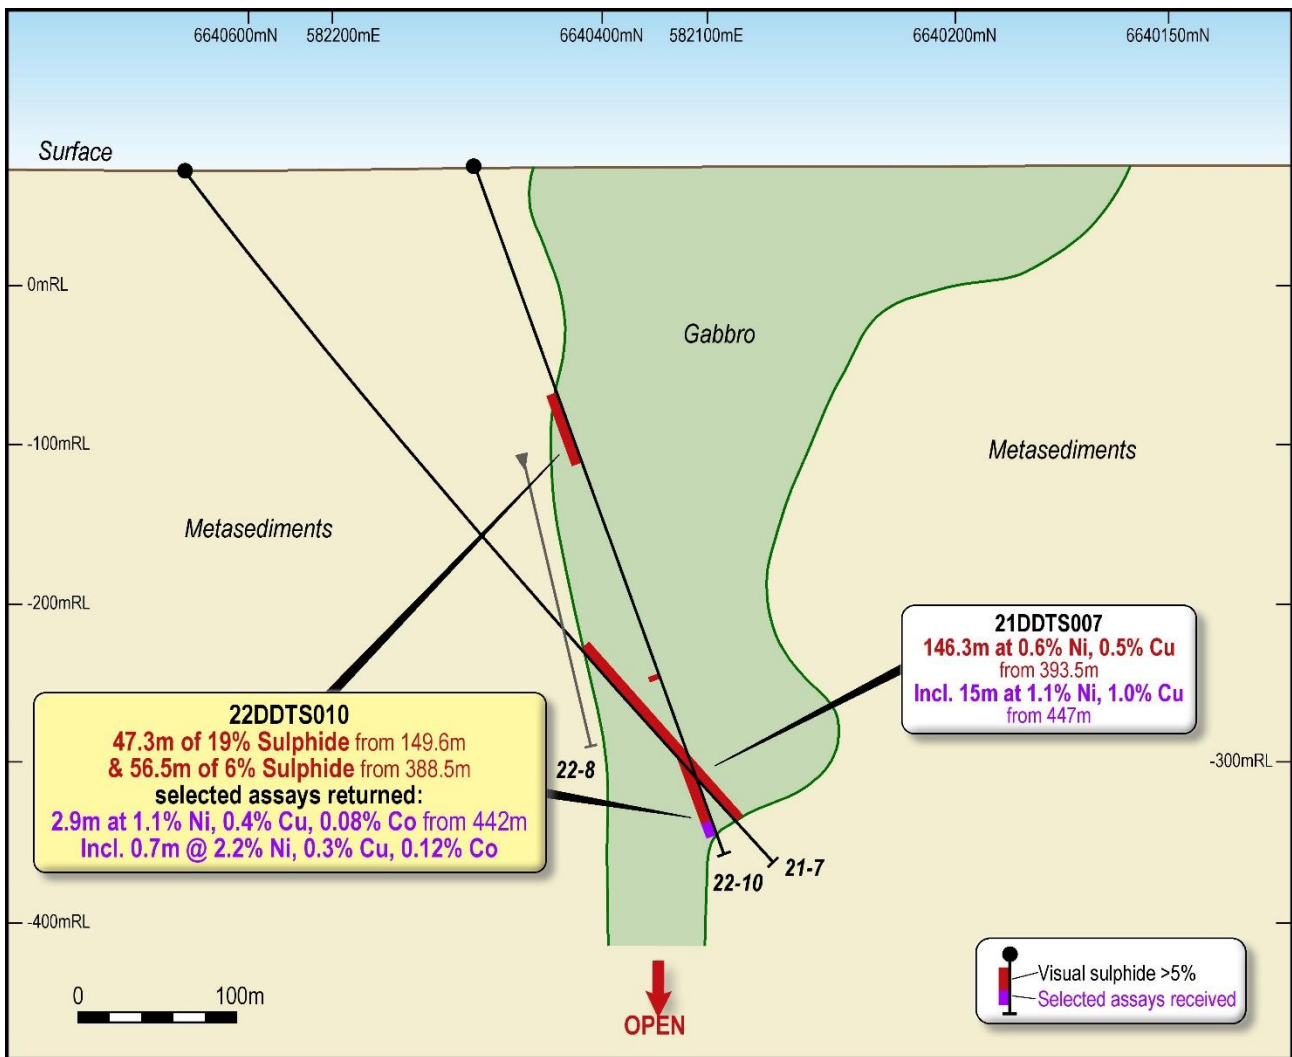 6640600mN 582200mE 6640400mN 582100mE 6640200mN 6640150mN
Surface
0mRL
Gabbro
-100mRL
Metasediments
Metasediments
-200mRL
21DDTS007
146.3m at 0.6% Ni, 0.5% Cu
from 393.5m
Incl. 15m at 1.1% Ni, 1.0% Cu
from 447m
22DDTS010
47.3m of 19% Sulphide from 149.6m
& 56.5m of 6% Sulphide from 388.5m
selected assays returned:
2.9m at 1.1% Ni, 0.4% Cu, 0.08% Co from 442m
Incl. 0.7m @ 2.2% Ni, 0.3% Cu, 0.12% Co
22-8
-300mRL
22-10
21-7
-400mRL
0 100m
OPEN
Visual sulphide >5%
Selected assays received